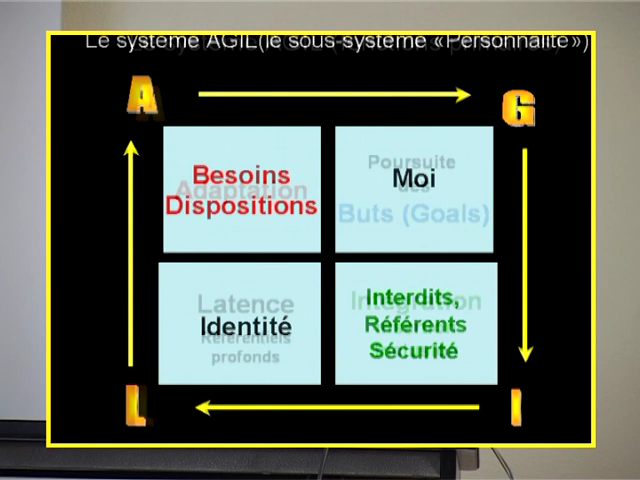 Le système AGIL(le sous-système «Personnalité»)
A
G
Besoins
Dispositions
Adaptation
Poursuite
des
Moi
Buts (Goals)
Latence
Identité
Référentiels
profonds
Intégration
Interdits,
Référents
Sécurité
L
I